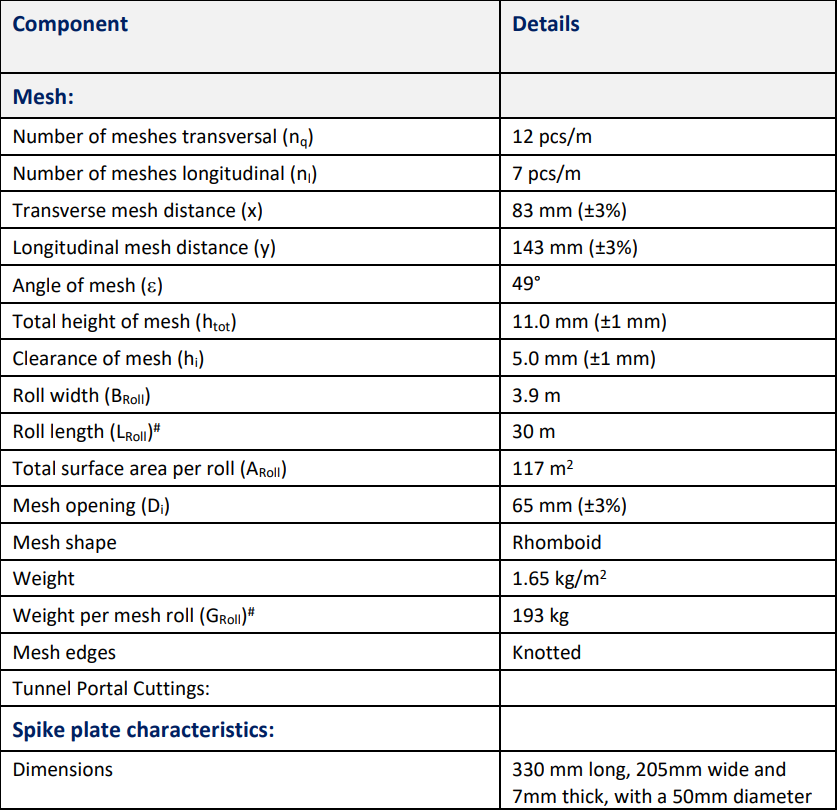 Component Details
Mesh:
Number of meshes transversal (nq) 12 pcs/m
Number of meshes longitudinal (nl) 7 pcs/m
Transverse mesh distance (x) 83 mm (±3%)
Longitudinal mesh distance (y) 143 mm (±3%)
Angle of mesh (ε) 49°
Total height of mesh (htot) 11.0 mm (±1 mm)
Clearance of mesh (hi) 5.0 mm (±1 mm)
Roll width (BRoll) 3.9 m
Roll length (LRoll)# 30 m
Total surface area per roll (ARoll) 117 m2
Mesh opening (Di) 65 mm (±3%)
Mesh shape Rhomboid
Weight 1.65 kg/m2
Weight per mesh roll (GRoll)# 193 kg
Mesh edges Knotted
Tunnel Portal Cuttings:
Spike plate characteristics:
Dimensions 330 mm long, 205mm wide and
7mm thick, with a 50mm diameter